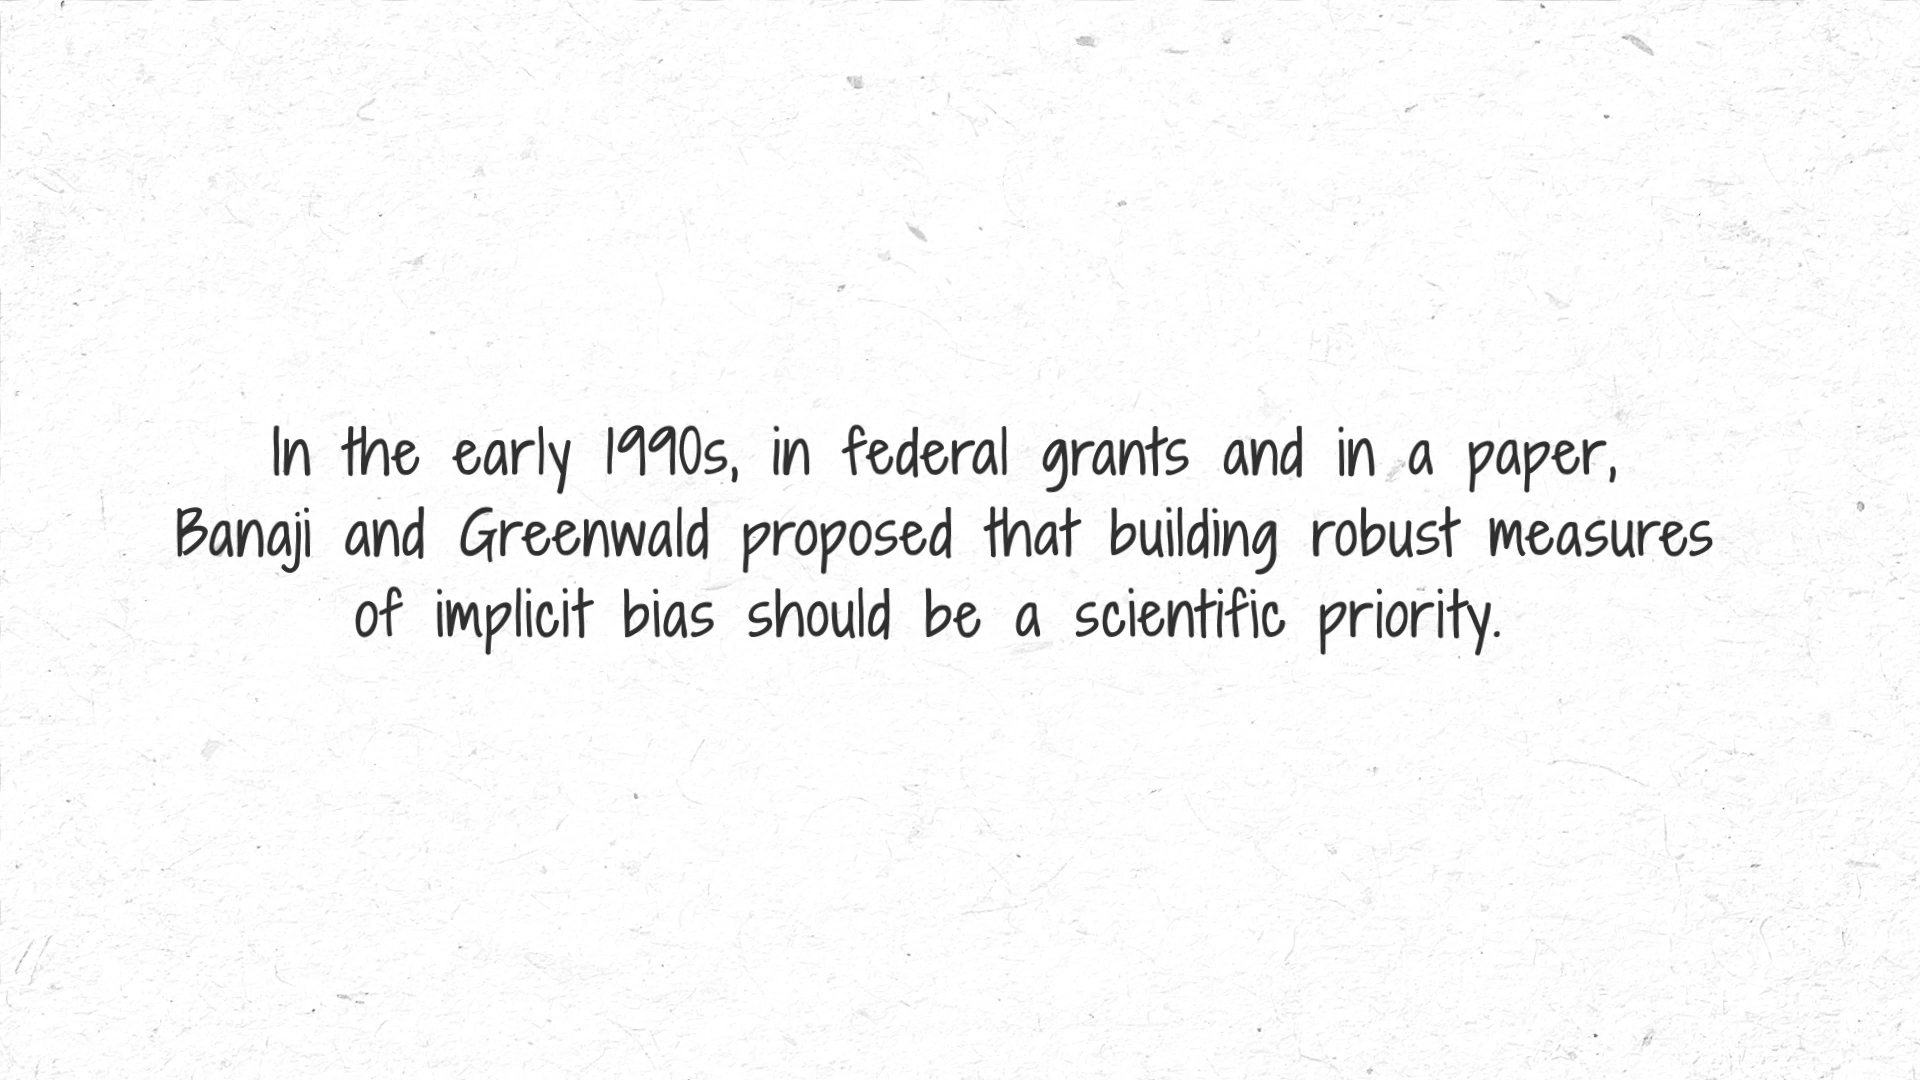 In the early 1990s, in federal grants and in a paper,
Banaji and Greenwald proposed that building robust measures
of implicit bias should be a scientific priority.